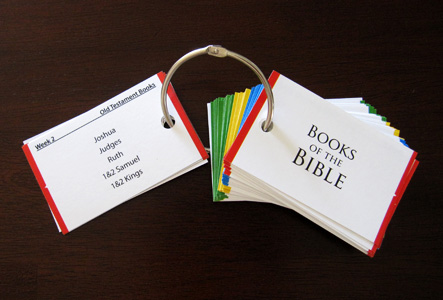 Week 2 Old Testament Books
Joshua
Judges
Ruth
1&2 Samuel
1&2 Kings
BOOKS
OF THE
BIBLE